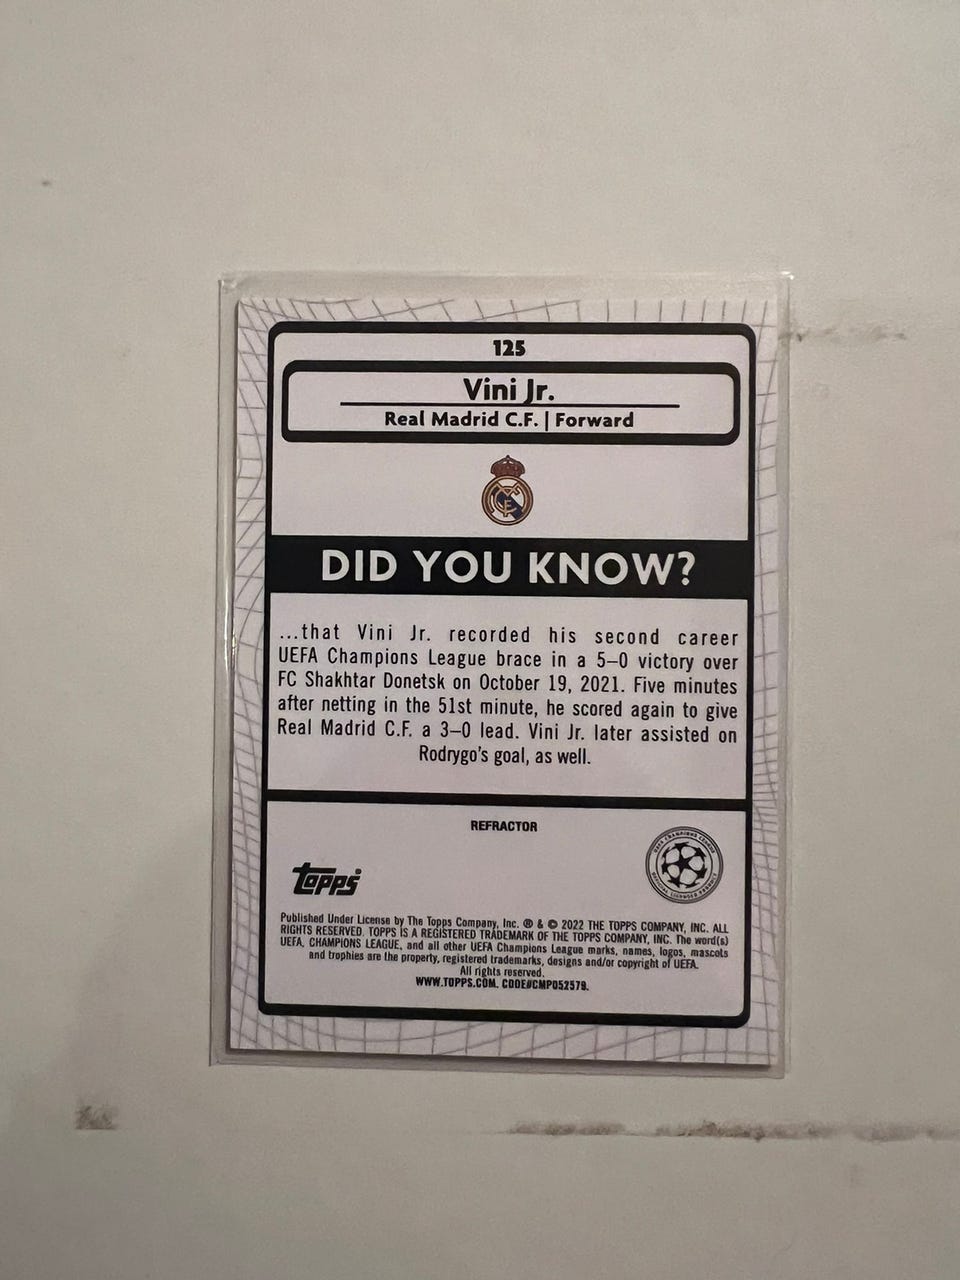 125
Vini Jr.
Real Madrid C.F. | Forward
DID YOU KNOW?
...that Vini Jr. recorded his second career
UEFA Champions League brace in a 5–0 victory over
FC Shakhtar Donetsk on October 19, 2021. Five minutes
after netting in the 51st minute, he scored again to give
Real Madrid C.F. a 3–0 lead. Vini Jr. later assisted on
Rodrygo's goal, as well.
REFRACTOR
Topps
UEFA CHAMPIONS LEAGUE
OFFICIAL LICENSED PRODUCT
Published Under License by The Topps Company, Inc. ® & © 2022 THE TOPPS COMPANY, INC. ALL
RIGHTS RESERVED. TOPPS IS A REGISTERED TRADEMARK OF THE TOPPS COMPANY, INC. The word(s)
UEFA, CHAMPIONS LEAGUE, and all other UEFA Champions League marks, names, logos, mascots
and trophies are the property, registered trademarks, designs and/or copyright of UEFA.
All rights reserved.
WWW.TOPPS.COM. CODE#CMP052579.